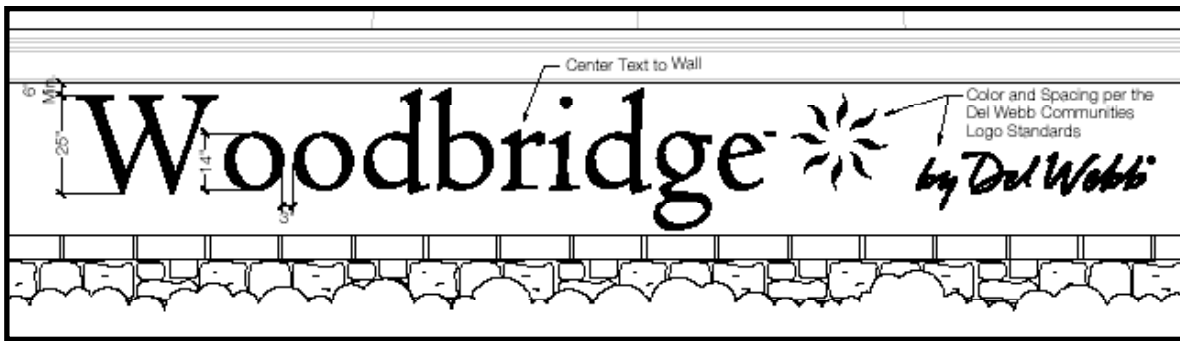 Center Text to Wall
6"
Min.
25"
14"
3"
Woodbridge
Color and Spacing per the
Del Webb Communities
Logo Standards
by Del Webb